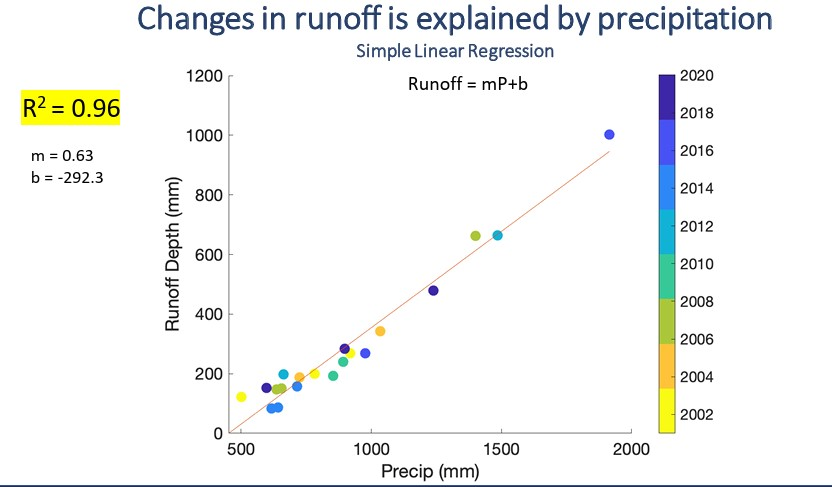 Changes in runoff is explained by precipitation
Simple Linear Regression
R² = 0.96
m = 0.63
b = -292.3
Runoff = mP+b
Runoff Depth (mm)
1200
1000
800
600
400
200
0
500 1000 1500 2000
Precip (mm)
2020
2018
2016
2014
2012
2010
2008
2006
2004
2002